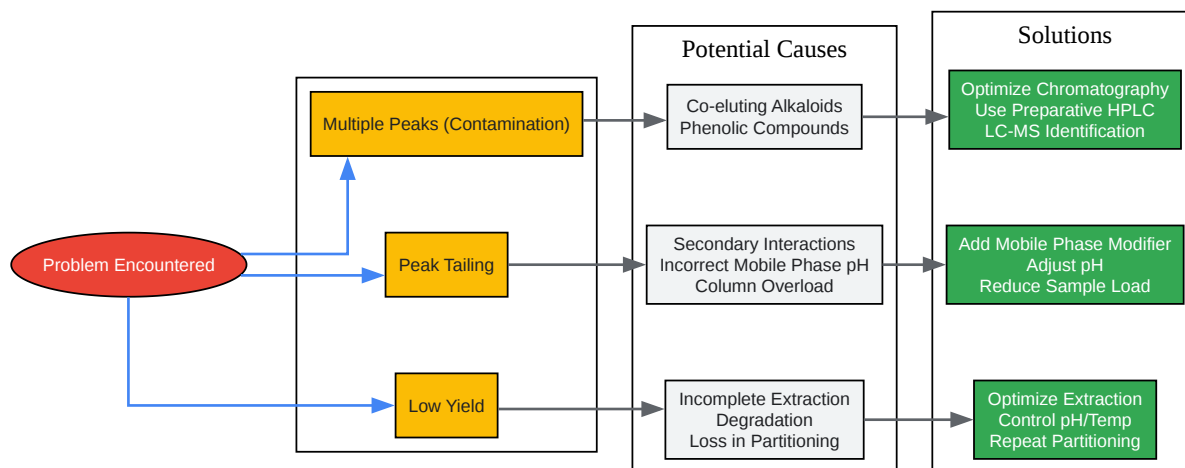 Potential Causes
Solutions
Problem Encountered
Multiple Peaks (Contamination)
Co-eluting Alkaloids
Phenolic Compounds
Optimize Chromatography
Use Preparative HPLC
LC-MS Identification
Peak Tailing
Secondary Interactions
Incorrect Mobile Phase pH
Column Overload
Add Mobile Phase Modifier
Adjust pH
Reduce Sample Load
Low Yield
Incomplete Extraction
Degradation
Loss in Partitioning
Optimize Extraction
Control pH/Temp
Repeat Partitioning